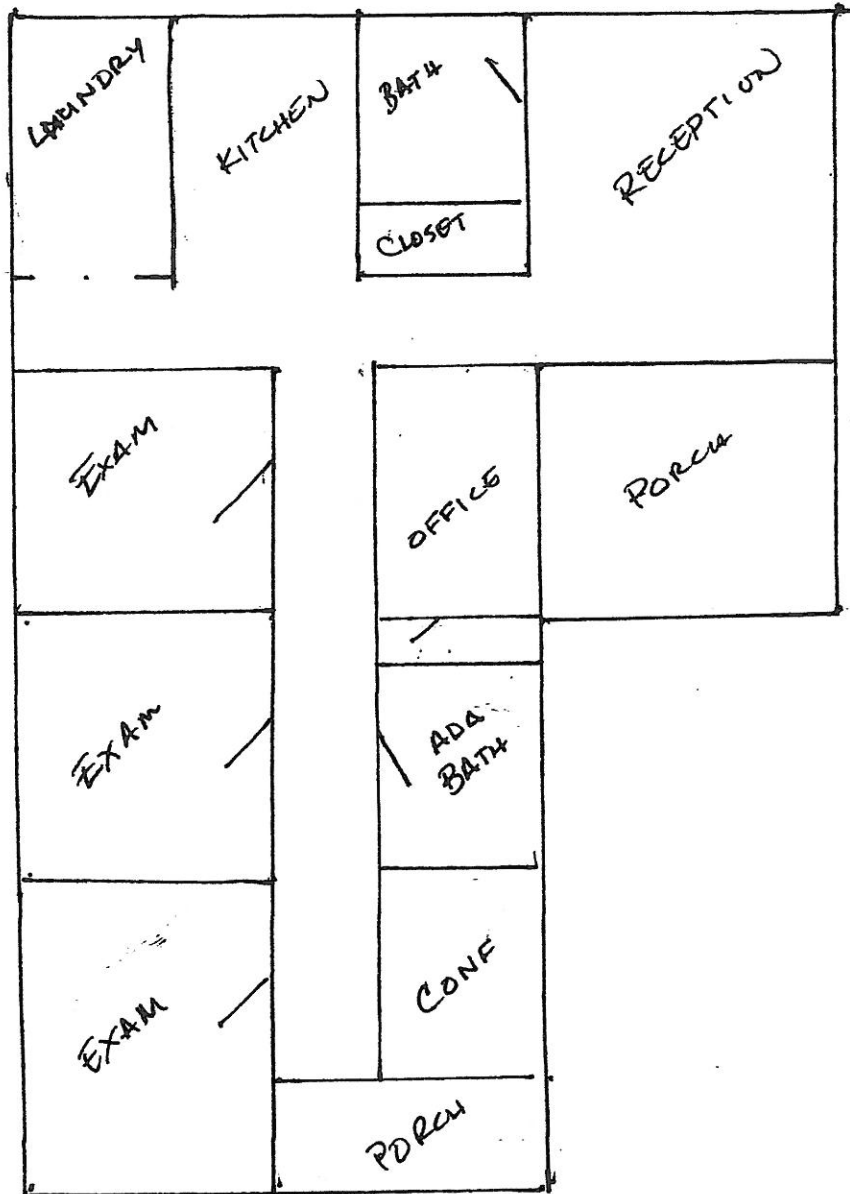 LAUNDRY
KITCHEN
BATH
CLOSET
RECEPTION
EXAM
OFFICE
PORCH
EXAM
ADA
BATH
EXAM
CONF
PORCH